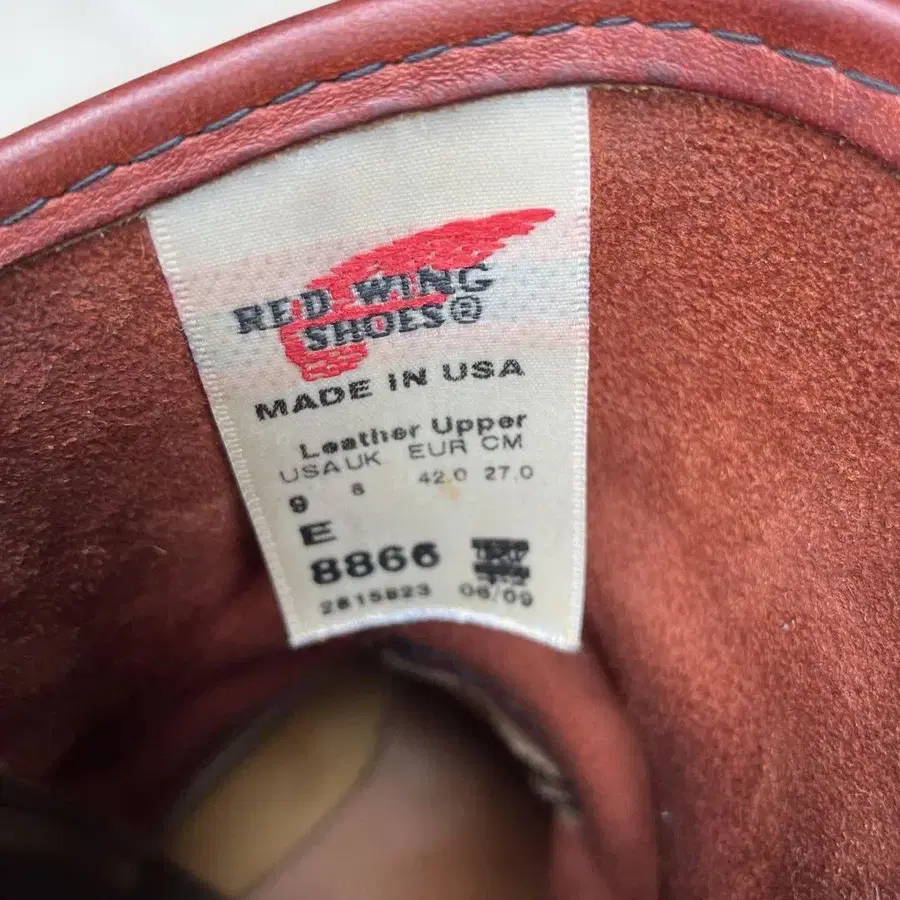 RED WING
SHOES®
MADE IN USA
Leather Upper
USA UK EUR CM
9 8 42.0 27.0
E
8866
2815823 06/09